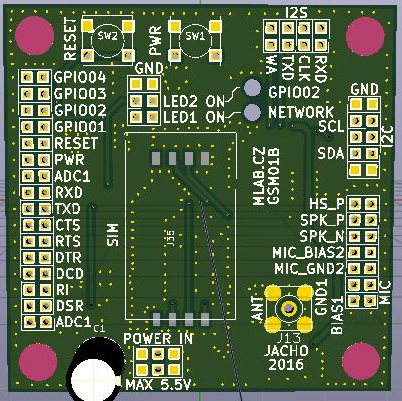 I2S
RESET
SW2
PWR
SW1
WA
TXD
CLK
RXD
GND
GPIO04
GPIO03
GPIO02
GPIO01
RESET
PWR
ADC1
RXD
TXD
CTS
RTS
DTR
DCD
RI
DSR
ADC1
LED2 ON
LED1 ON
GPIO02
NETWORK
GND
SCL
SDA
I2C
MLAB.CZ
GSM01B
SIM
HS_P
SPK_P
SPK_N
MIC_BIAS2
MIC_GND2
GND1
BIAS1
MIC
ANT
J13
JACHO
2016
C1
POWER IN
MAX 5.5V